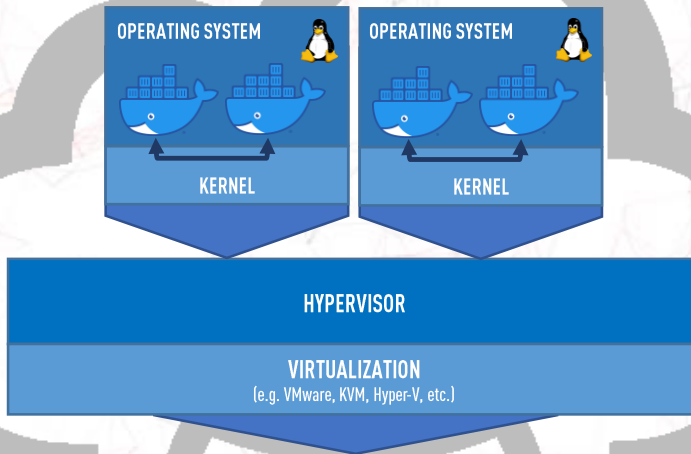 OPERATING SYSTEM
OPERATING SYSTEM
KERNEL
KERNEL
HYPERVISOR
VIRTUALIZATION
(e.g. VMware, KVM, Hyper-V, etc.)